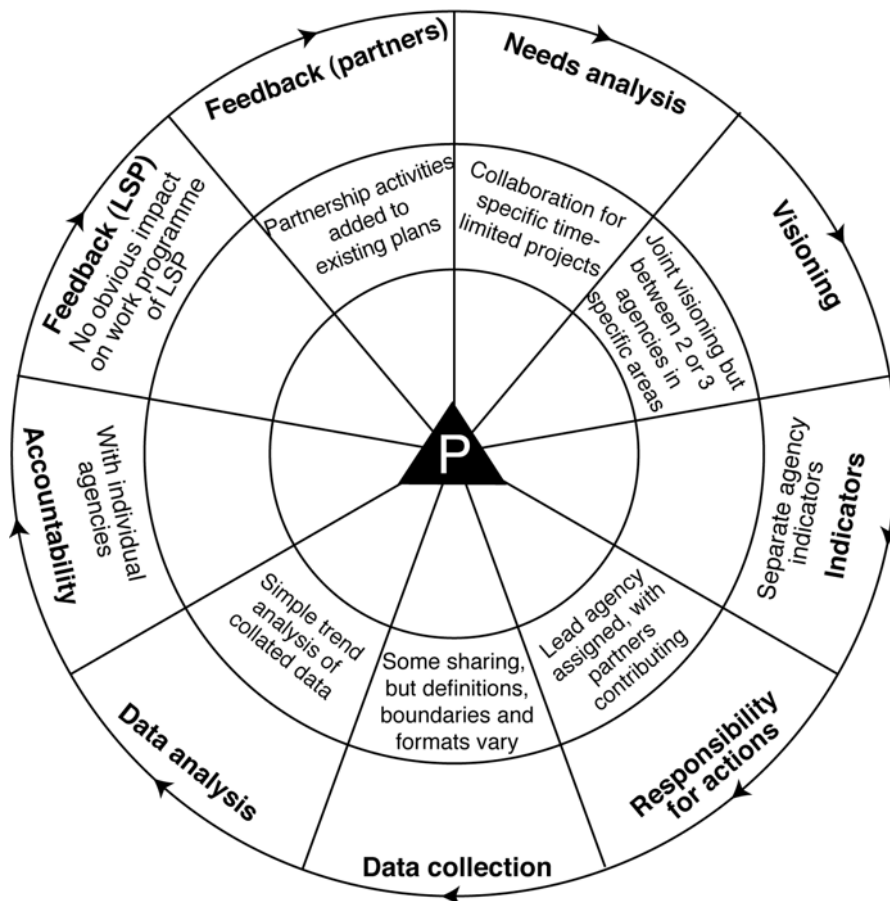 Needs analysis
Collaboration for
specific time-
limited projects
Visioning
Joint visioning but
between 2 or 3
agencies in
specific areas
Indicators
Separate agency
indicators
Responsibility
for actions
Lead agency
assigned, with
partners
contributing
Data collection
Some sharing,
but definitions,
boundaries and
formats vary
Data analysis
Simple trend
analysis of
collated data
Accountability
With individual
agencies
Feedback (LSP)
No obvious impact
on work programme
of LSP
Feedback (partners)
Partnership activities
added to
existing plans
P